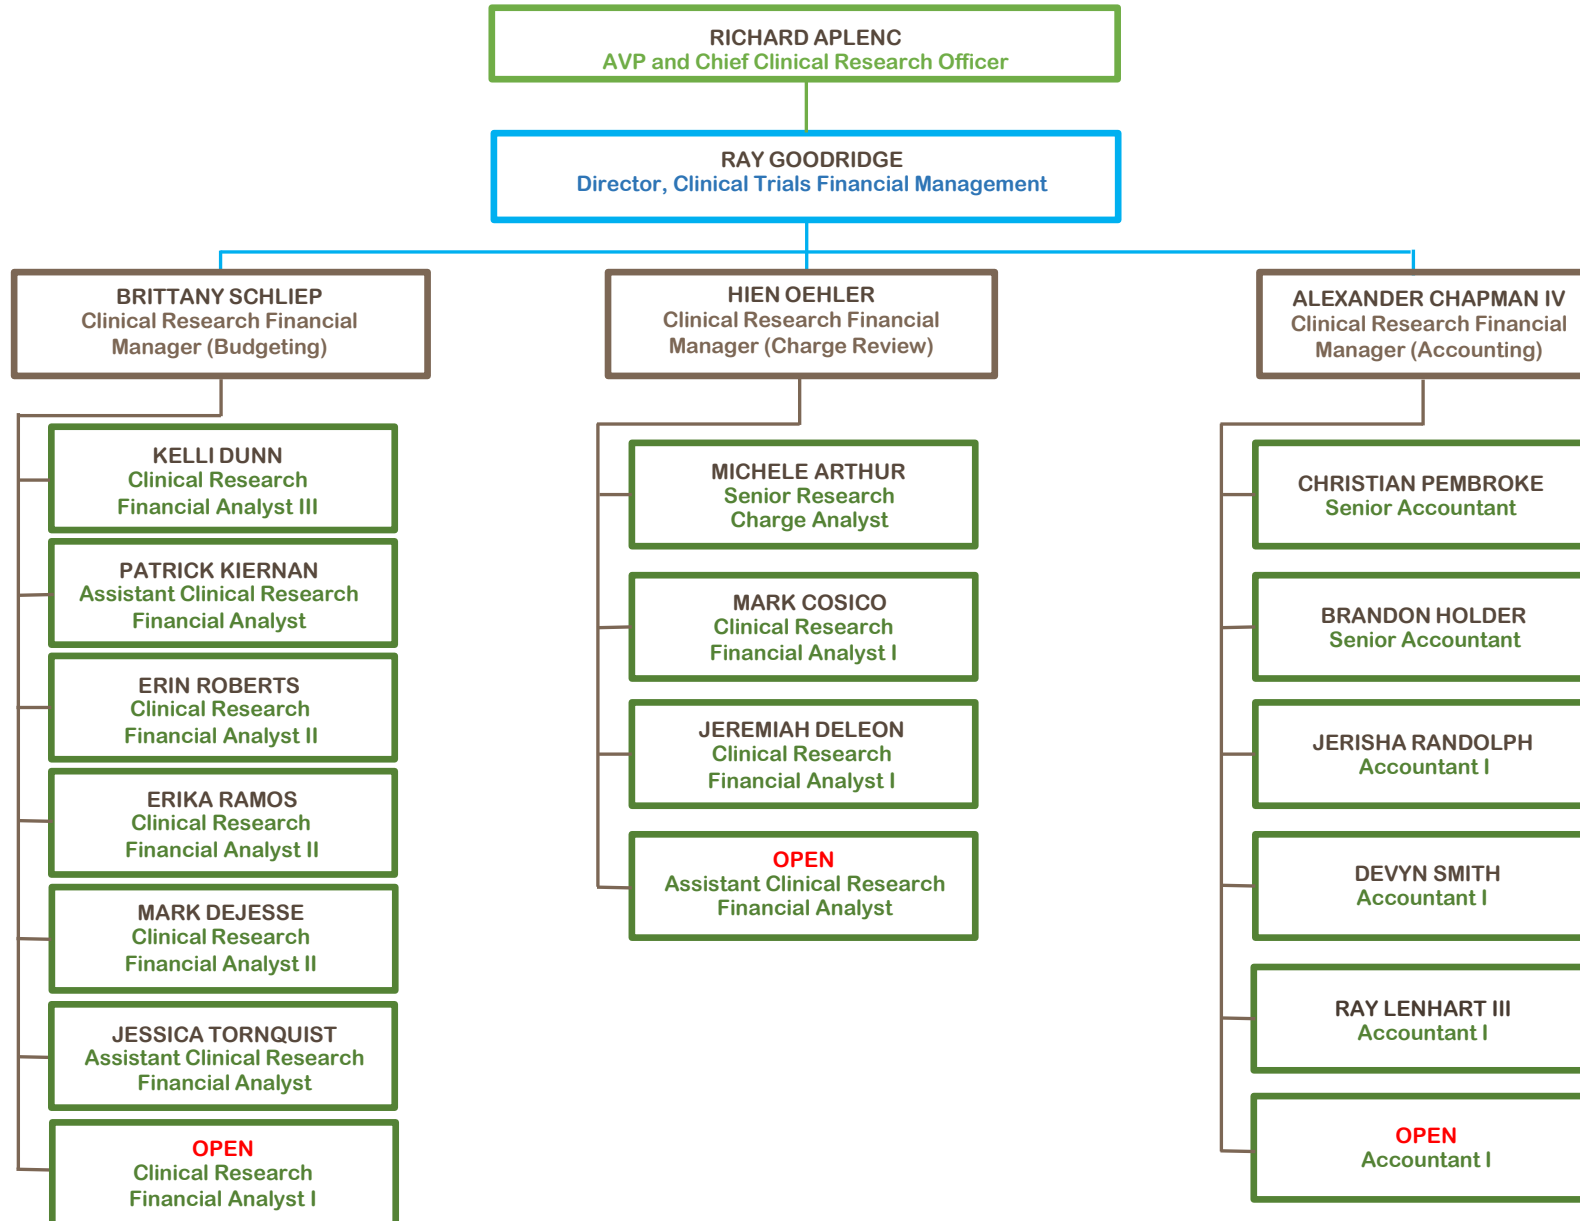 RICHARD APLENC
AVP and Chief Clinical Research Officer
RAY GOODRIDGE
Director, Clinical Trials Financial Management
BRITTANY SCHLIEP
Clinical Research Financial
Manager (Budgeting)
HIEN OEHLER
Clinical Research Financial
Manager (Charge Review)
ALEXANDER CHAPMAN IV
Clinical Research Financial
Manager (Accounting)
KELLI DUNN
Clinical Research
Financial Analyst III
PATRICK KIERNAN
Assistant Clinical Research
Financial Analyst
ERIN ROBERTS
Clinical Research
Financial Analyst II
ERIKA RAMOS
Clinical Research
Financial Analyst II
MARK DEJESSE
Clinical Research
Financial Analyst II
JESSICA TORNQUIST
Assistant Clinical Research
Financial Analyst
OPEN
Clinical Research
Financial Analyst I
MICHELE ARTHUR
Senior Research
Charge Analyst
MARK COSICO
Clinical Research
Financial Analyst I
JEREMIAH DELEON
Clinical Research
Financial Analyst I
OPEN
Assistant Clinical Research
Financial Analyst
CHRISTIAN PEMBROKE
Senior Accountant
BRANDON HOLDER
Senior Accountant
JERISHA RANDOLPH
Accountant I
DEVYN SMITH
Accountant I
RAY LENHART III
Accountant I
OPEN
Accountant I